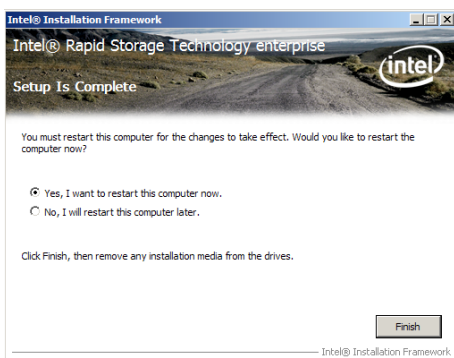 Intel® Installation Framework
Intel® Rapid Storage Technology enterprise
intel
Setup Is Complete
You must restart this computer for the changes to take effect. Would you like to restart the
computer now?
Yes, I want to restart this computer now.
No, I will restart this computer later.
Click Finish, then remove any installation media from the drives.
Finish
Intel® Installation Framework